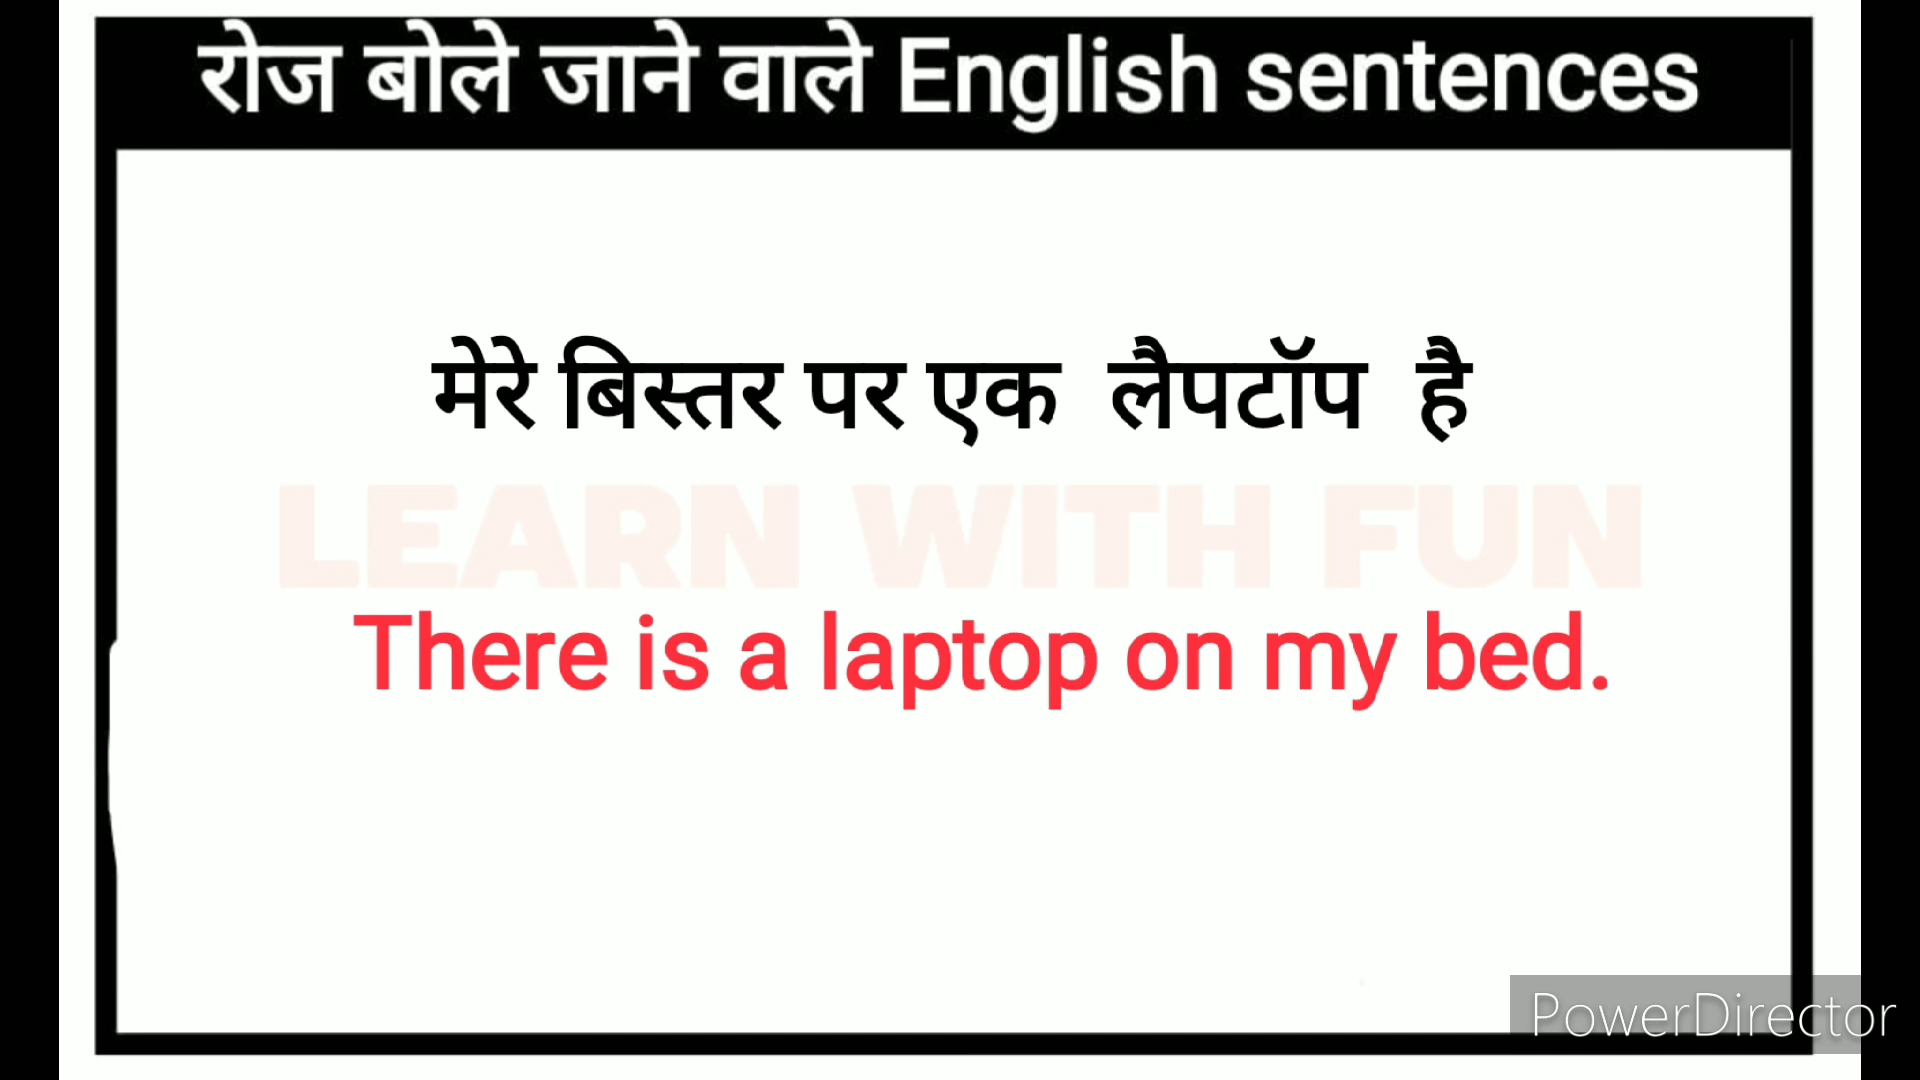 रोज बोले जाने वाले English sentences
मेरे बिस्तर पर एक लैपटॉप है
LEARN WITH FUN
There is a laptop on my bed.
PowerDirector